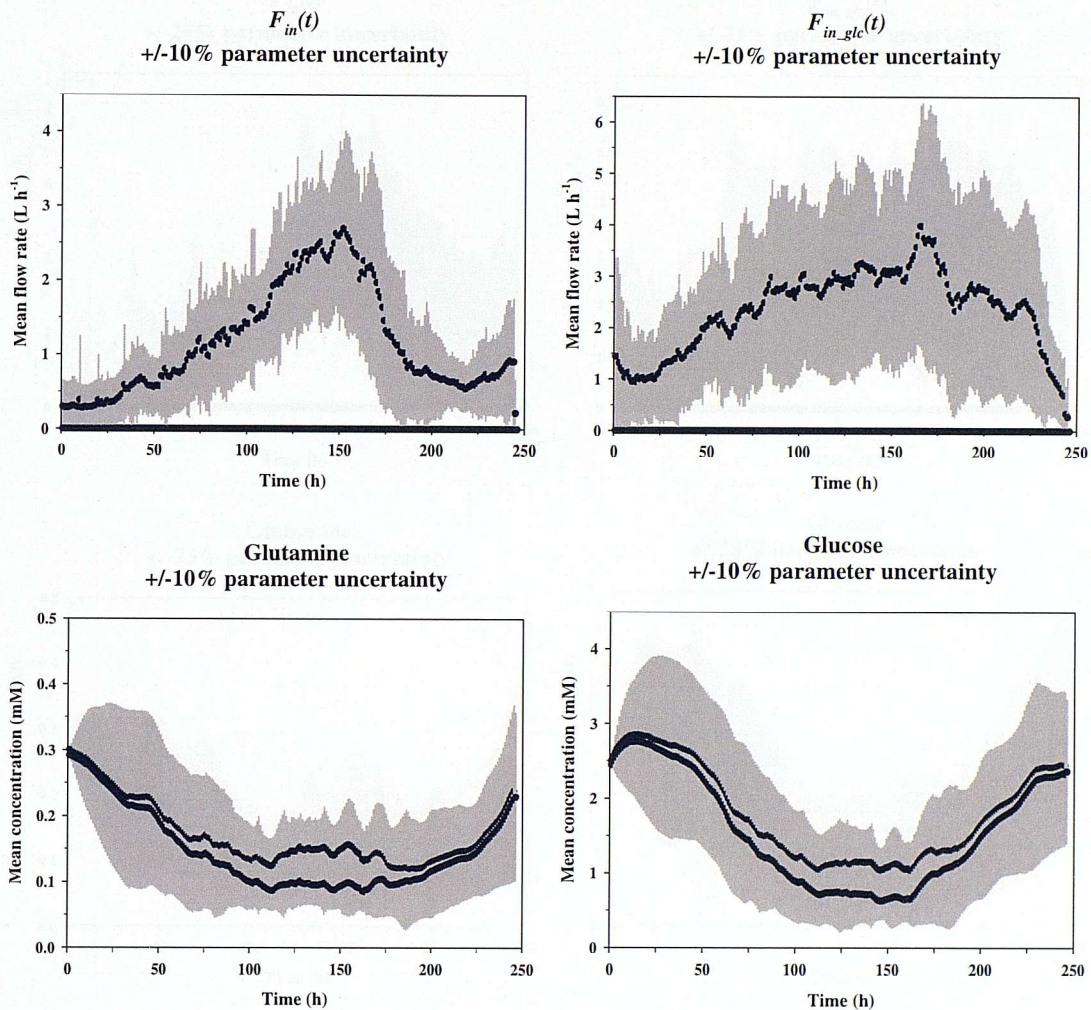 F_in(t)
+/-10% parameter uncertainty
Mean flow rate (L h⁻¹)
4
3
2
1
0
0 50 100 150 200 250
Time (h)
F_in_glc(t)
+/-10% parameter uncertainty
Mean flow rate (L h⁻¹)
6
5
4
3
2
1
0
0 50 100 150 200 250
Time (h)
Glutamine
+/-10% parameter uncertainty
Mean concentration (mM)
0.5
0.4
0.3
0.2
0.1
0.0
0 50 100 150 200 250
Time (h)
Glucose
+/-10% parameter uncertainty
Mean concentration (mM)
4
3
2
1
0
0 50 100 150 200 250
Time (h)